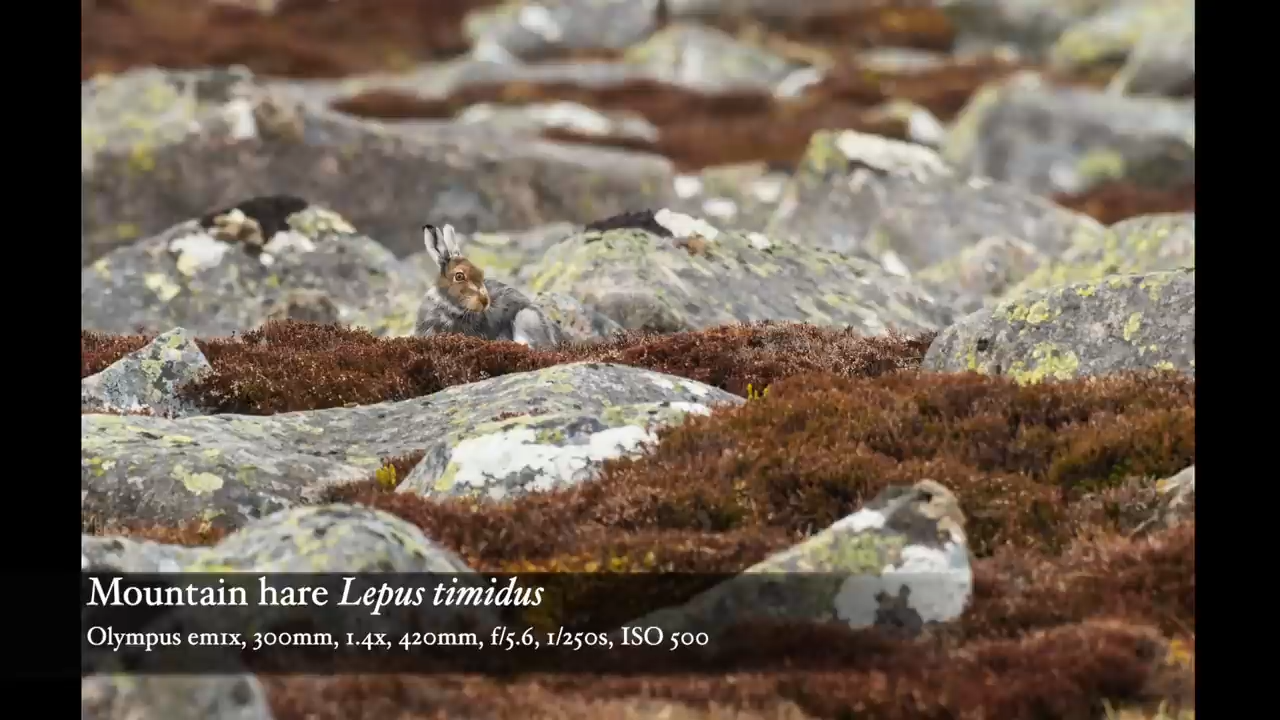 Mountain hare Lepus timidus
Olympus em1x, 300mm, 1.4x, 420mm, f/5.6, 1/250s, ISO 500